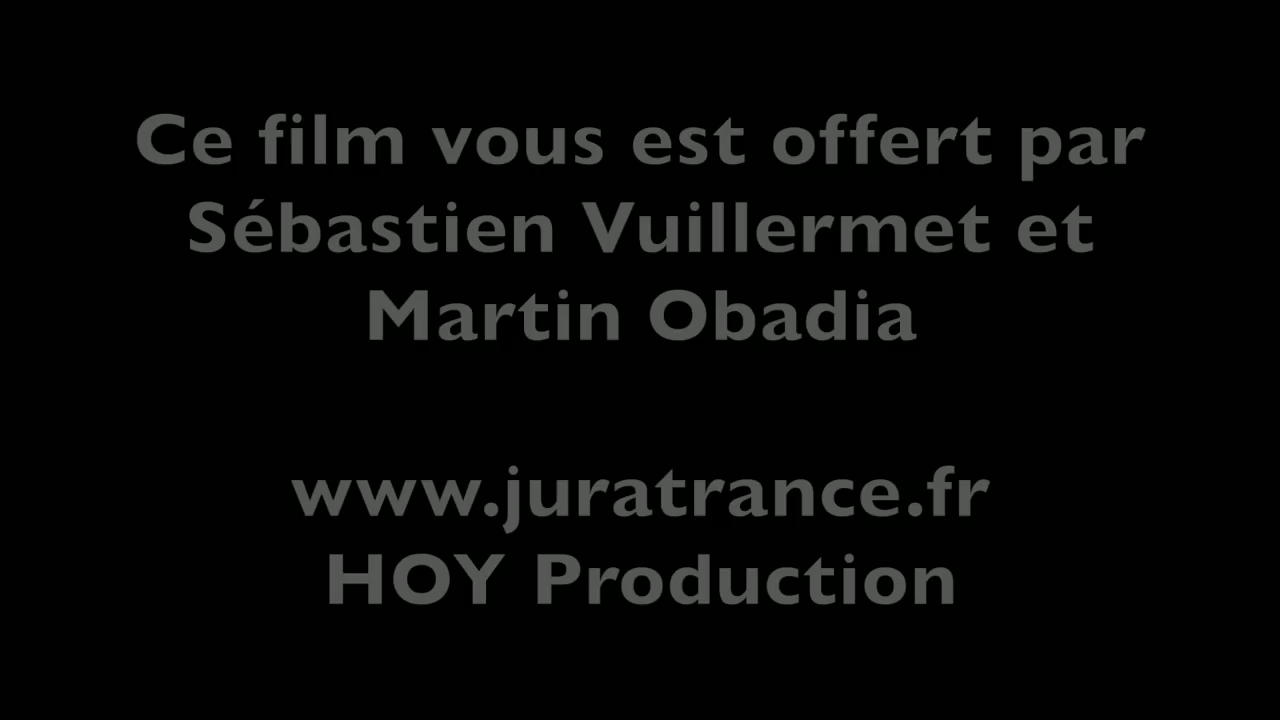 Ce film vous est offert par
Sébastien Vuillermet et
Martin Obadia
www.juratrance.fr
HOY Production